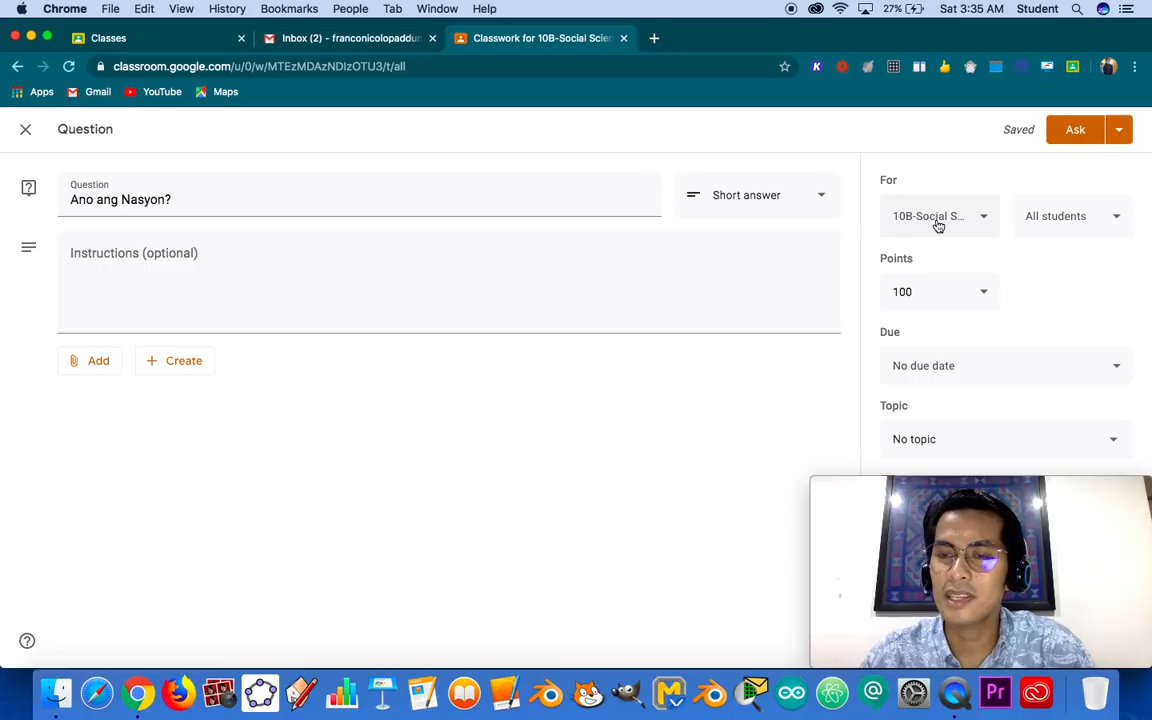 Chrome File Edit View History Bookmarks People Tab Window Help 27% Sat 3:35 AM Student
Classes Inbox (2) - franconicolopaddun Classwork for 10B-Social Scien
classroom.google.com/u/0/w/MTEzMDAzNDIzOTU3/t/all
Apps Gmail YouTube Maps
Question Saved Ask
For
Question
Ano ang Nasyon?
Short answer
10B-Social S... All students
Instructions (optional)
Points
100
Due
No due date
Add Create
Topic
No topic